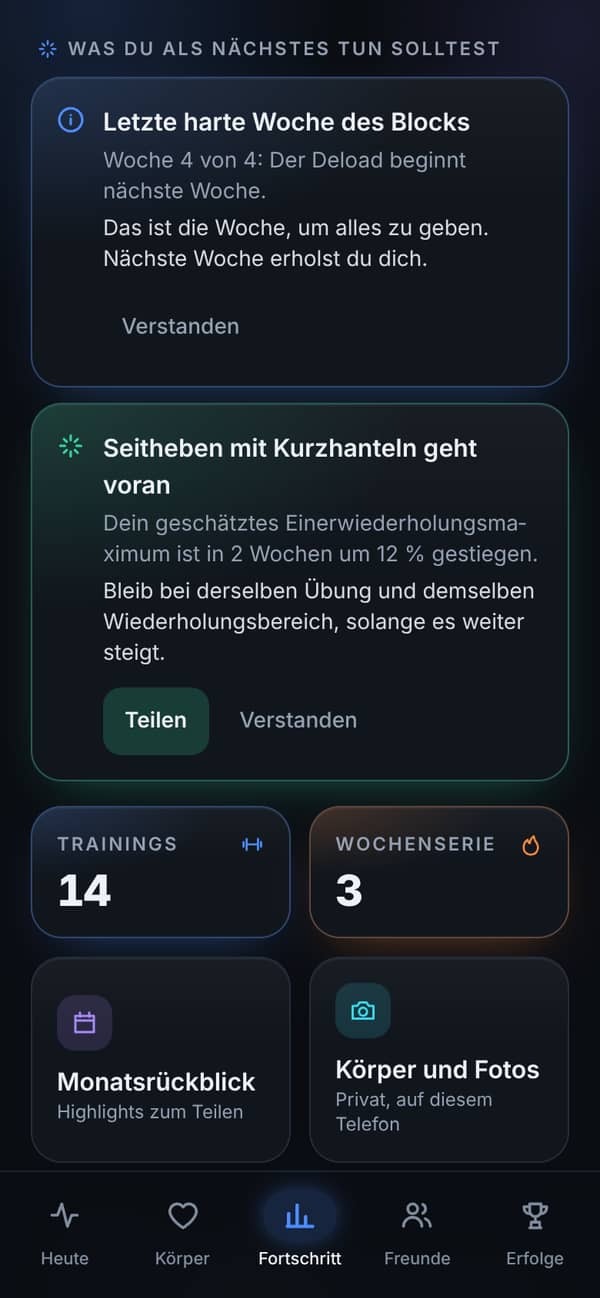 WAS DU ALS NÄCHSTES TUN SOLLTEST
Letzte harte Woche des Blocks
Woche 4 von 4: Der Deload beginnt
nächste Woche.
Das ist die Woche, um alles zu geben.
Nächste Woche erholst du dich.
Verstanden
Seitheben mit Kurzhanteln geht
voran
Dein geschätztes Einerwiederholungsma-
ximum ist in 2 Wochen um 12 % gestiegen.
Bleib bei derselben Übung und demselben
Wiederholungsbereich, solange es weiter
steigt.
Teilen
Verstanden
TRAININGS
14
WOCHENSERIE
3
Monatsrückblick
Highlights zum Teilen
Körper und Fotos
Privat, auf diesem
Telefon
Heute
Körper
Fortschritt
Freunde
Erfolge